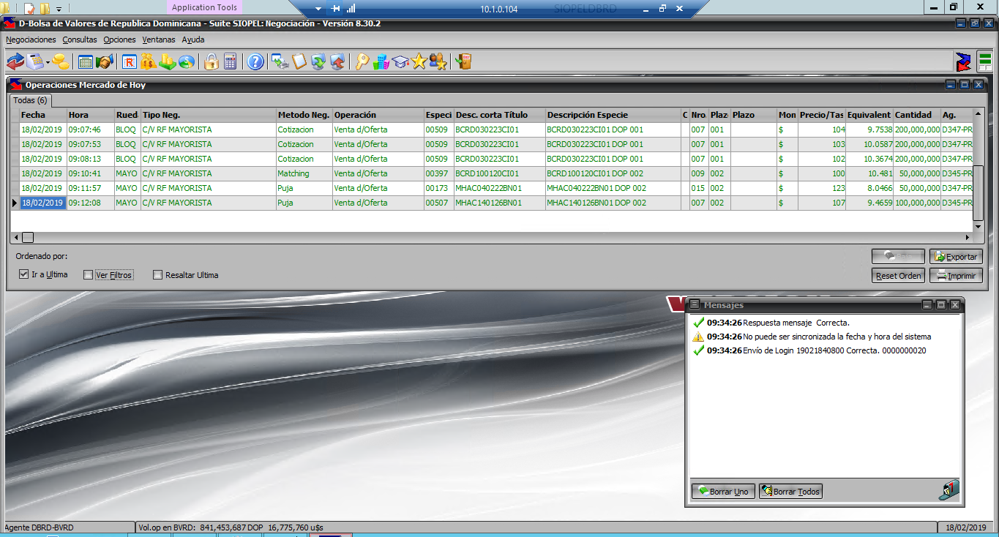 Application Tools
10.1.0.104
SIOPELDBRD
D-Bolsa de Valores de Republica Dominicana - Suite SIOPEL: Negociación - Versión 8.30.2
Negociaciones Consultas Opciones Ventanas Ayuda
Operaciones Mercado de Hoy
Todas (6)
Fecha Hora Rued Tipo Neg. Metodo Neg. Operación Especi Desc. corta Título Descripción Especie C Nro. Plaz Plazo Mon Precio/Tas Equivalent Cantidad Ag.
18/02/2019 09:07:46 BLOQ C/V RF MAYORISTA Cotizacion Venta d/Oferta 00509 BCRD030223CI01 BCRD030223CI01 DOP 001 007 001 $ 104 9.7538 200,000,000 D347-PR
18/02/2019 09:07:53 BLOQ C/V RF MAYORISTA Cotizacion Venta d/Oferta 00509 BCRD030223CI01 BCRD030223CI01 DOP 001 007 001 $ 103 10.0587 200,000,000 D347-PR
18/02/2019 09:08:13 BLOQ C/V RF MAYORISTA Cotizacion Venta d/Oferta 00509 BCRD030223CI01 BCRD030223CI01 DOP 001 007 001 $ 102 10.3674 200,000,000 D347-PR
18/02/2019 09:10:41 MAYO C/V RF MAYORISTA Matching Venta d/Oferta 00397 BCRD100120CI01 BCRD100120CI01 DOP 002 009 002 $ 100 10.481 50,000,000 D345-PR
18/02/2019 09:11:57 MAYO C/V RF MAYORISTA Puja Venta d/Oferta 00173 MHAC040222BN01 MHAC040222BN01 DOP 002 015 002 $ 123 8.0466 50,000,000 D347-PR
18/02/2019 09:12:08 MAYO C/V RF MAYORISTA Puja Venta d/Oferta 00507 MHAC140126BN01 MHAC140126BN01 DOP 002 007 002 $ 107 9.4659 100,000,000 D345-PR
Ordenado por:
Exportar
Ir a Ultima Ver Filtros Resaltar Ultima
Reset Orden Imprimir
Mensajes
09:34:26 Respuesta mensaje Correcta.
09:34:26 No puede ser sincronizada la fecha y hora del sistema
09:34:26 Envío de Login 19021840800 Correcta. 0000000020
Borrar Uno Borrar Todos
Agente DBRD-BVRD Vol.op en BVRD: 841,453,687 DOP 16,775,760 u$s 18/02/2019